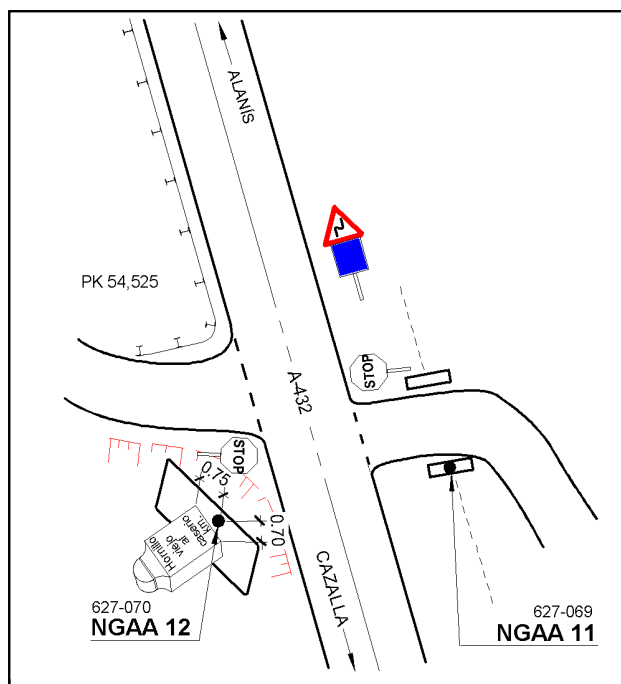 ALANÍS
PK 54,525
A-432
STOP
STOP
0.75
0.70
Hornillo
viejo
al
caserío
km.
CAZALLA
627-070
NGAA 12
627-069
NGAA 11